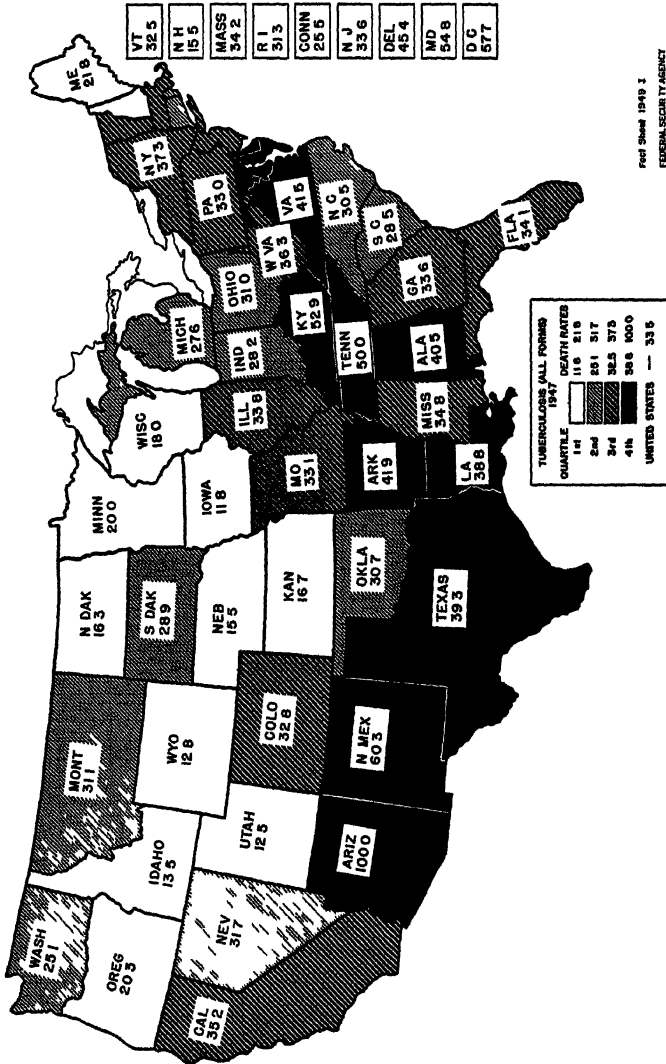 WASH
25 1
OREG
20 3
CAL
35 2
NEV
31 7
IDAHO
13 5
MONT
31 1
WYO
12 8
UTAH
12 5
ARIZ
100 0
COLO
32 8
N MEX
60 3
N DAK
16 3
S DAK
28 9
NEB
15 5
KAN
16 7
OKLA
30 7
TEXAS
39 3
MINN
20 0
IOWA
11 8
MO
33 1
ARK
41 9
LA
38 8
WISC
18 0
ILL
33 8
MICH
27 6
IND
28 2
OHIO
31 0
KY
52 9
TENN
50 0
MISS
34 8
ALA
40 5
GA
33 6
FLA
34 1
S C
28 5
N C
30 5
VA
41 5
W VA
36 3
PA
33 0
N Y
37 3
ME
21 8
VT
32 5
N H
15 5
MASS
34 2
R I
31 3
CONN
25 5
N J
33 6
DEL
45 4
MD
54 8
D C
57 7
TUBERCULOSIS (ALL FORMS)
1947
QUARTILE DEATH RATES
1st 11 8 21 8
2nd 25 1 31 7
3rd 32.5 37 3
4th 38 8 100 0
UNITED STATES — 33 5
Fact Sheet 1949 3
FEDERAL SECURITY AGENCY